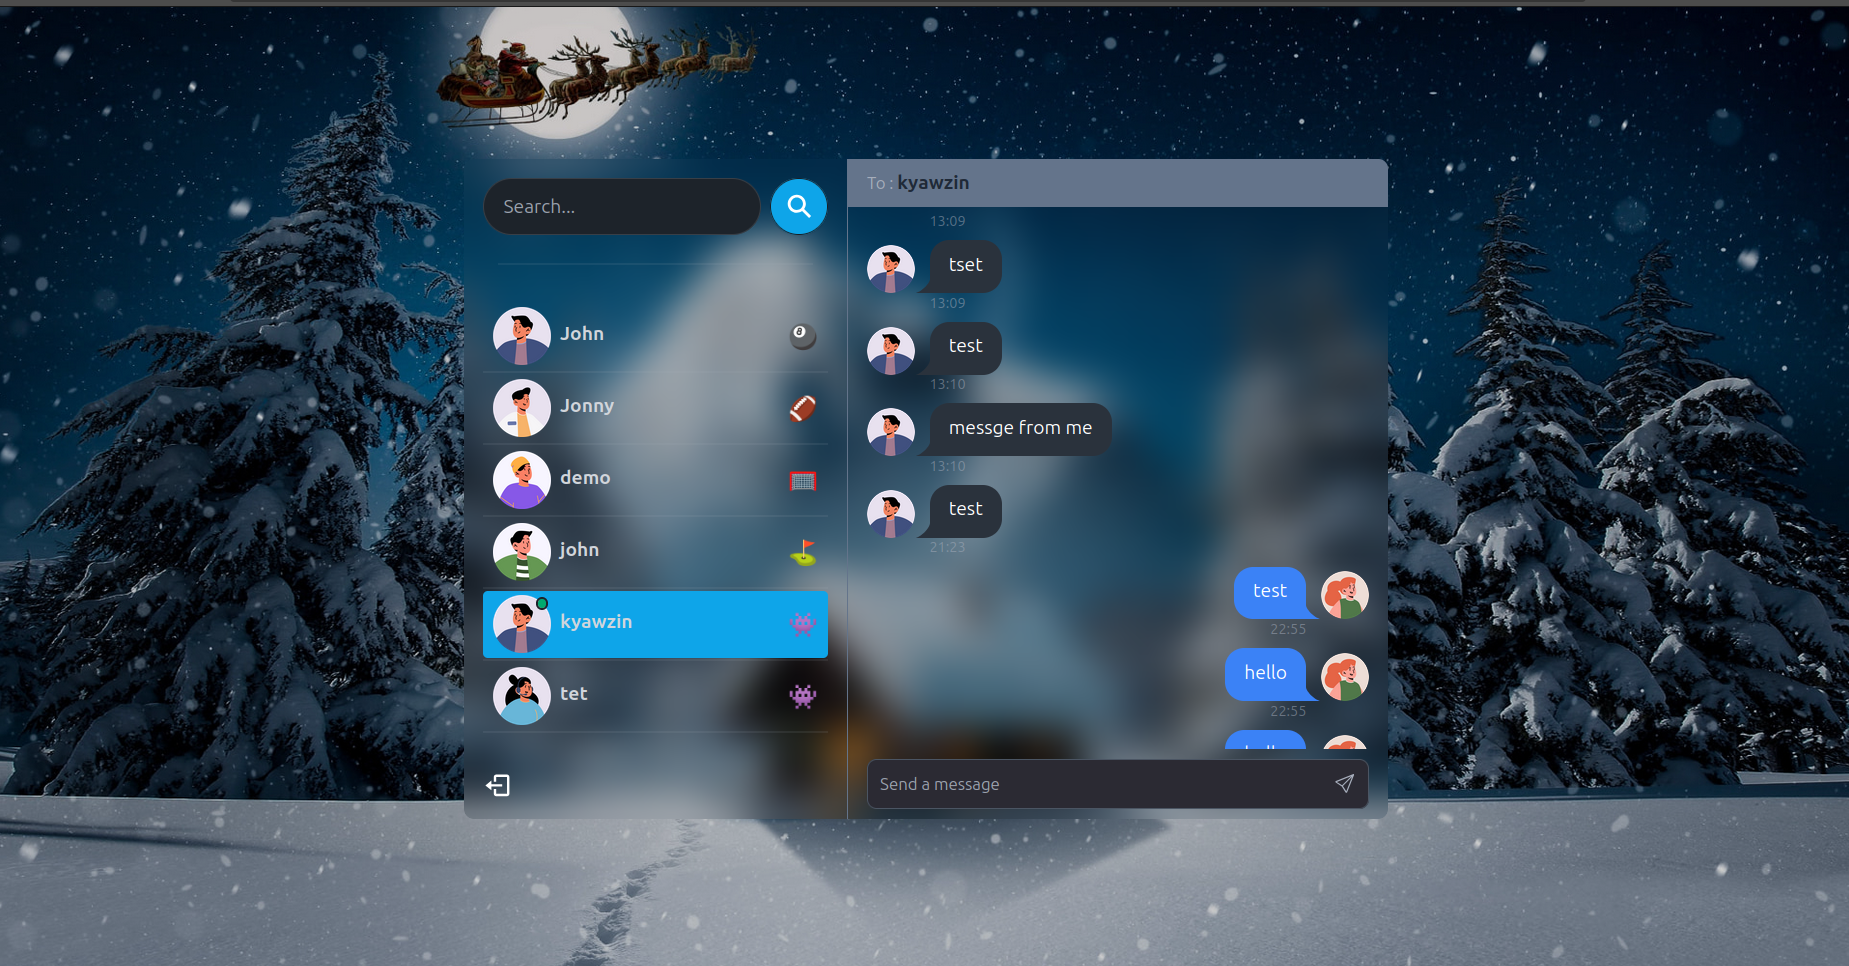 Search...
John
Jonny
demo
john
kyawzin
tet
To : kyawzin
13:09
tset
13:09
test
13:10
messge from me
13:10
test
21:23
test
22:55
hello
22:55
Send a message